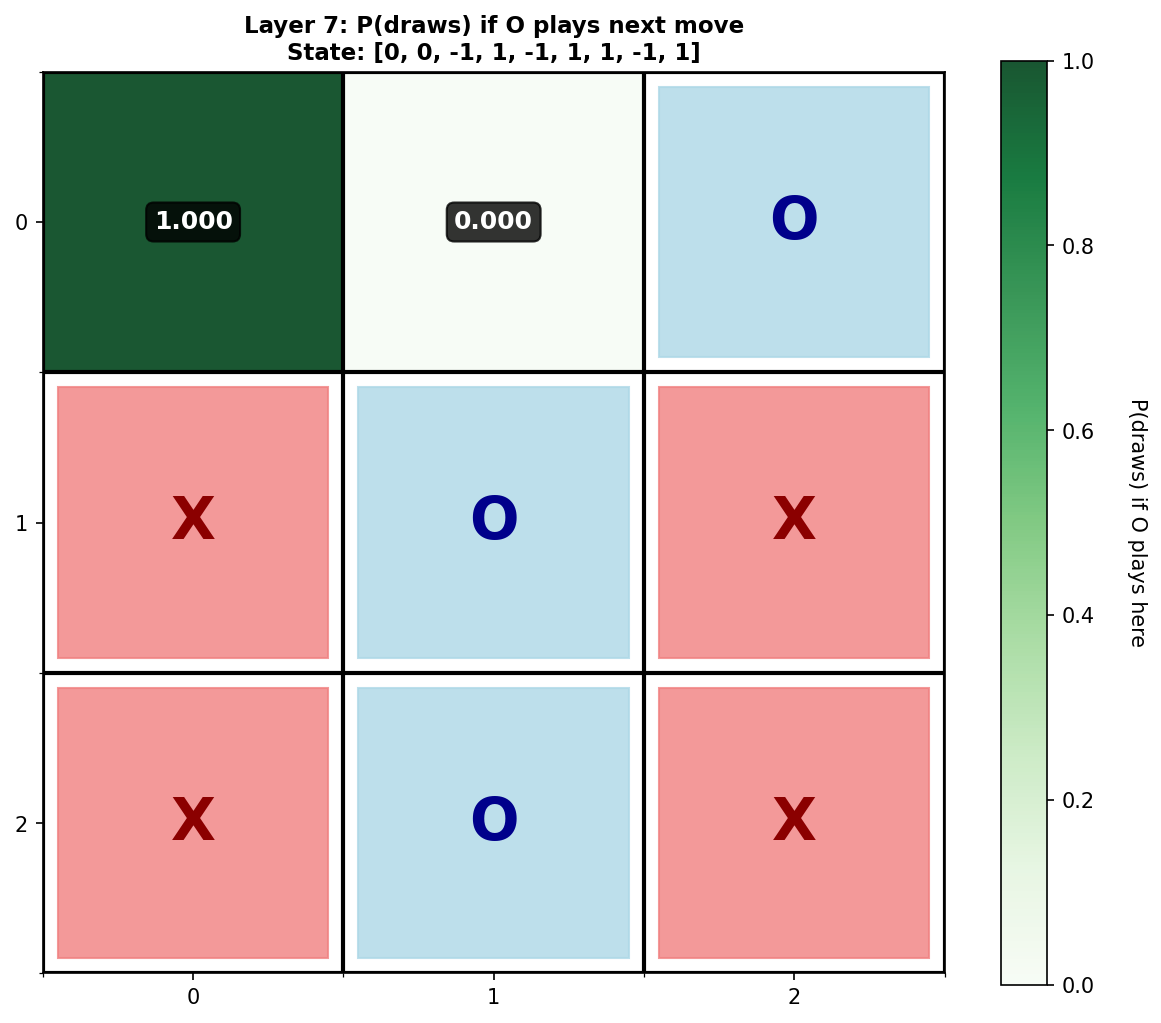 Layer 7: P(draws) if O plays next move
State: [0, 0, -1, 1, -1, 1, 1, -1, 1]
1.0
0 1.000 0.000 O
0.8
0.6
P(draws) if O plays here
1 X O X
0.4
2 X O X
0.2
0.0
0 1 2